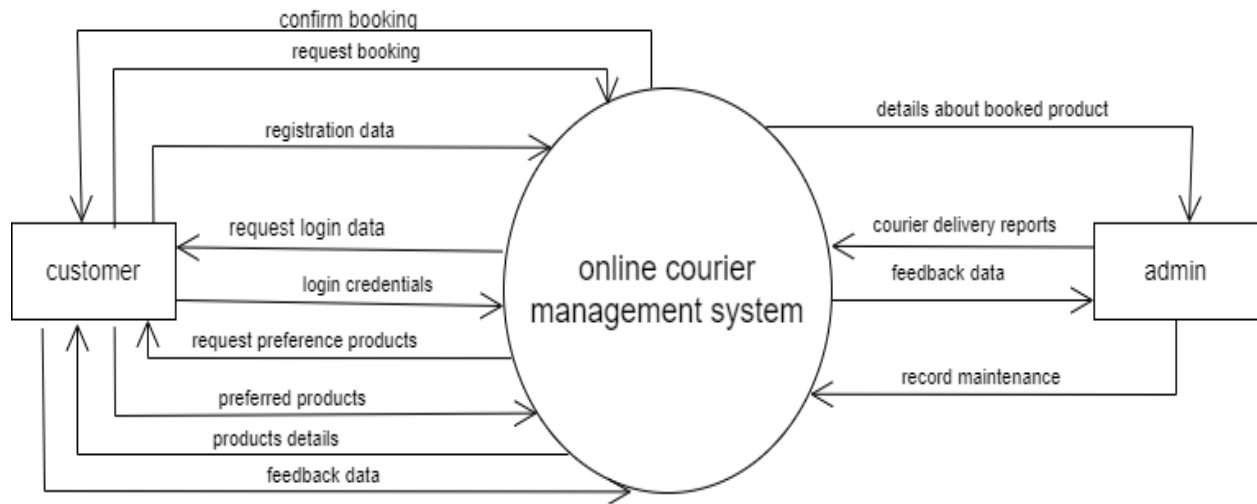 confirm booking
request booking
registration data
details about booked product
request login data
courier delivery reports
customer
online courier
management system
admin
login credentials
feedback data
request preference products
preferred products
record maintenance
products details
feedback data